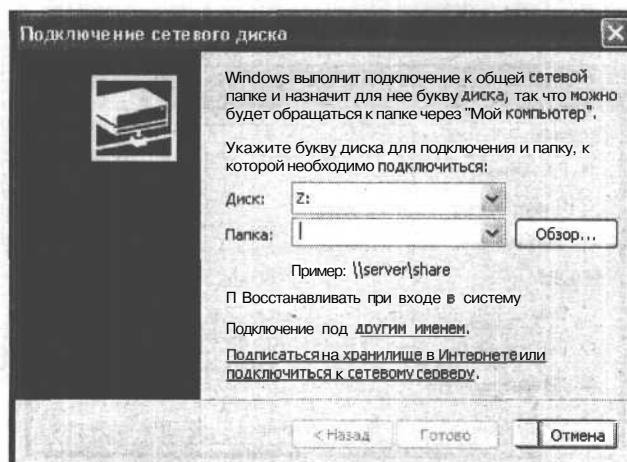 Подключение сетевого диска
Windows выполнит подключение к общей сетевой
папке и назначит для нее букву диска, так что можно
будет обращаться к папке через "Мой компьютер".
Укажите букву диска для подключения и папку, к
которой необходимо подключиться:
Диск: Z:
Папка: Обзор...
Пример: \\server\share
П Восстанавливать при входе в систему
Подключение под другим именем.
Подписаться на хранилище в Интернете или
подключиться к сетевому серверу.
< Назад Готово Отмена